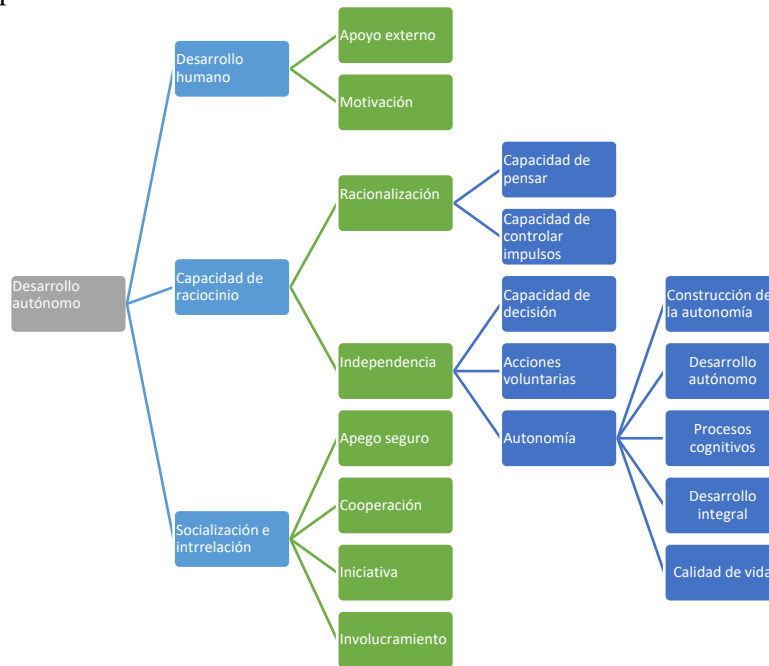 Desarrollo
autónomo
Desarrollo
humano
Apoyo externo
Motivación
Capacidad de
raciocinio
Racionalización
Capacidad de
pensar
Capacidad de
controlar
impulsos
Independencia
Capacidad de
decisión
Acciones
voluntarias
Autonomía
Construcción de
la autonomía
Desarrollo
autónomo
Procesos
cognitivos
Desarrollo
integral
Calidad de vida
Socialización e
intrrelación
Apego seguro
Cooperación
Iniciativa
Involucramiento